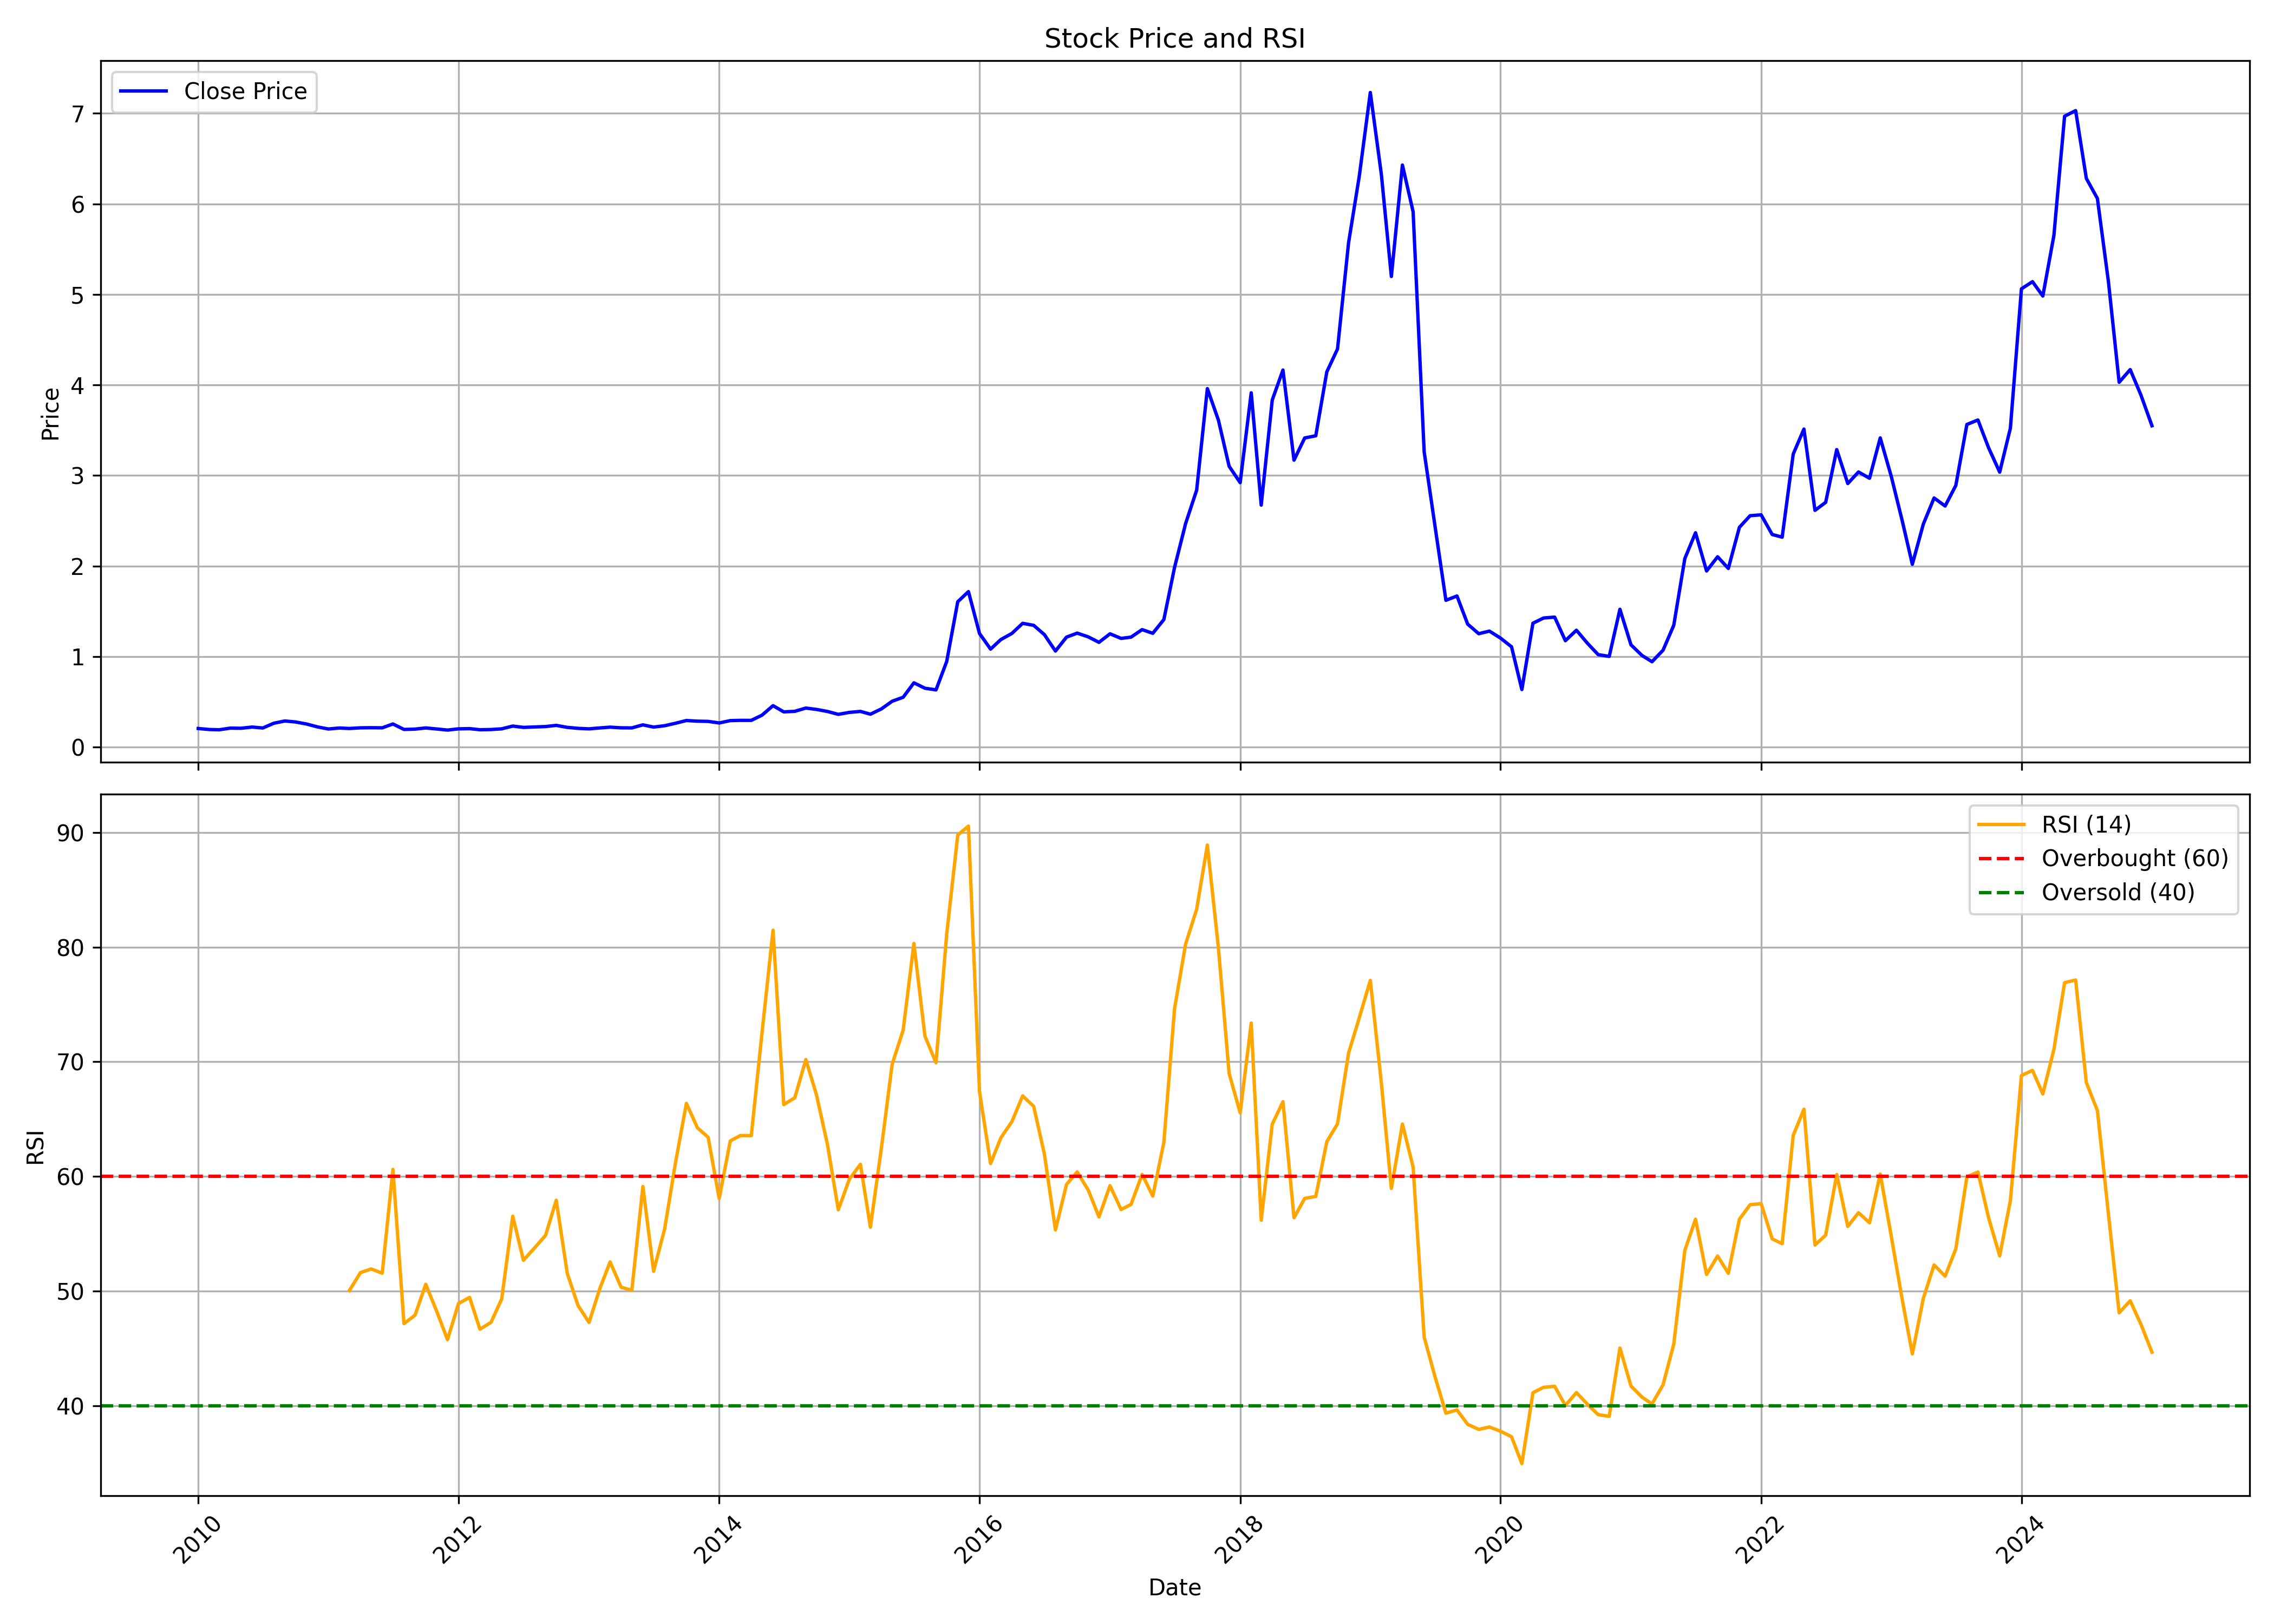 Stock Price and RSI
Close Price
Price
7
6
5
4
3
2
1
0
RSI (14)
Overbought (60)
Oversold (40)
RSI
90
80
70
60
50
40
2010
2012
2014
2016
2018
2020
2022
2024
Date